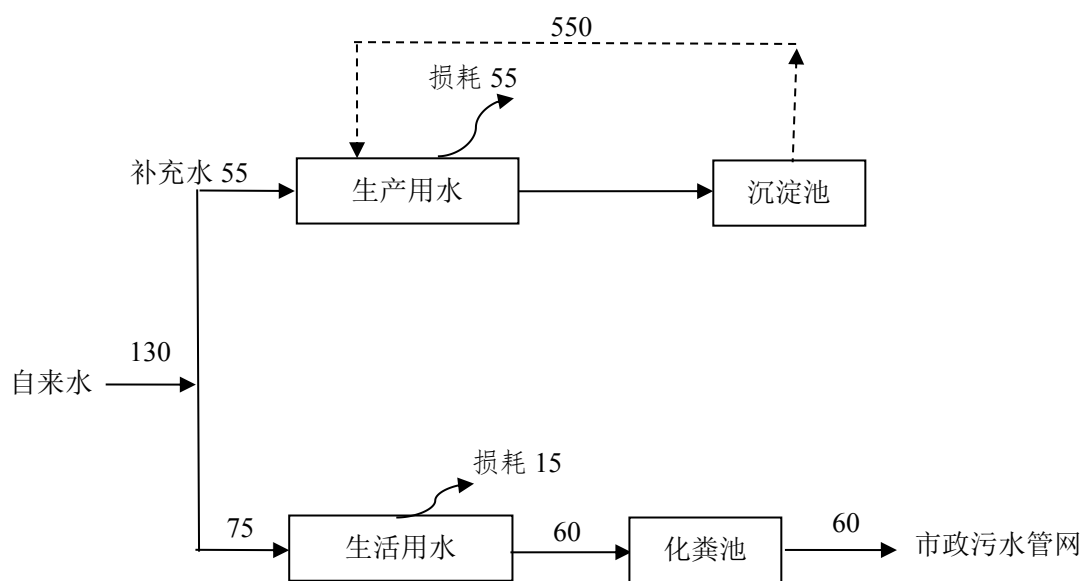 550
损耗 55
补充水 55
生产用水
沉淀池
130
自来水
损耗 15
75
生活用水
60
化粪池
60
市政污水管网